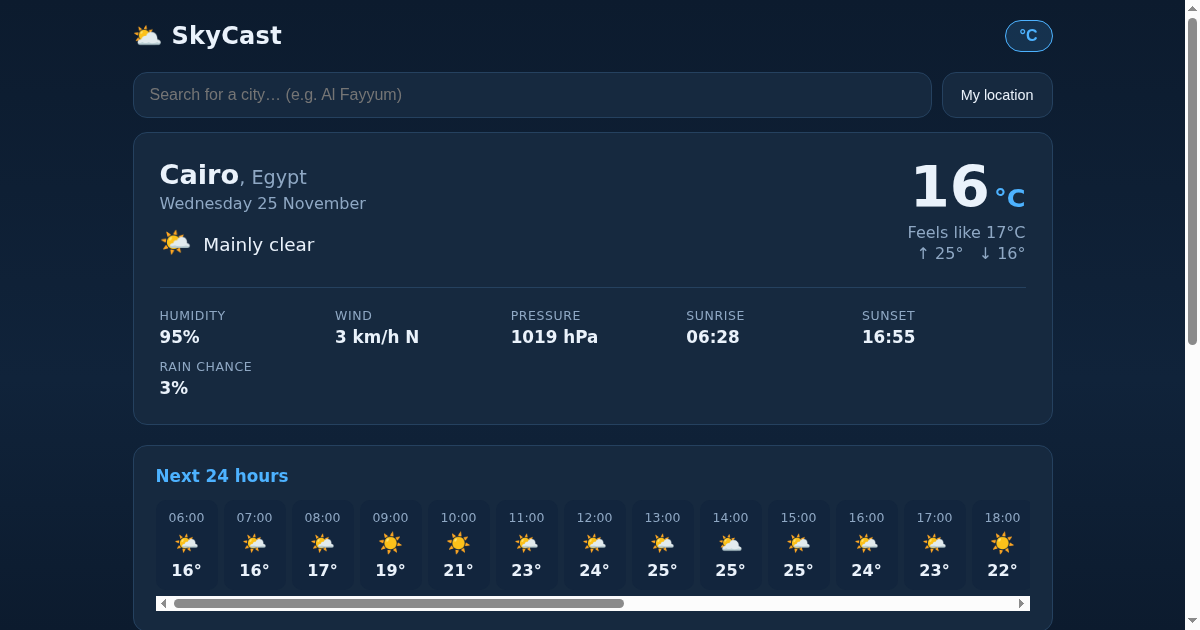 SkyCast
°C
Search for a city… (e.g. Al Fayyum)
My location
Cairo, Egypt
Wednesday 25 November
Mainly clear
16 °C
Feels like 17°C
↑ 25° ↓ 16°
HUMIDITY
95%
WIND
3 km/h N
PRESSURE
1019 hPa
SUNRISE
06:28
SUNSET
16:55
RAIN CHANCE
3%
Next 24 hours
06:00 07:00 08:00 09:00 10:00 11:00 12:00 13:00 14:00 15:00 16:00 17:00 18:00
16° 16° 17° 19° 21° 23° 24° 25° 25° 25° 24° 23° 22°